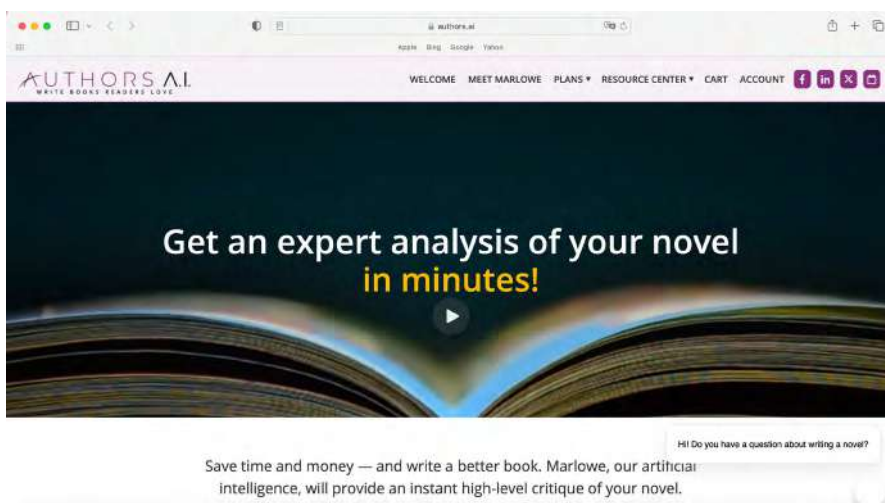 authors.ai
Apple Bing Google Yahoo
AUTHORS A.I.
WRITE BOOKS READERS LOVE
WELCOME MEET MARLOWE PLANS ▾ RESOURCE CENTER ▾ CART ACCOUNT
Get an expert analysis of your novel
in minutes!
Hi! Do you have a question about writing a novel?
Save time and money — and write a better book. Marlowe, our artificial
intelligence, will provide an instant high-level critique of your novel.